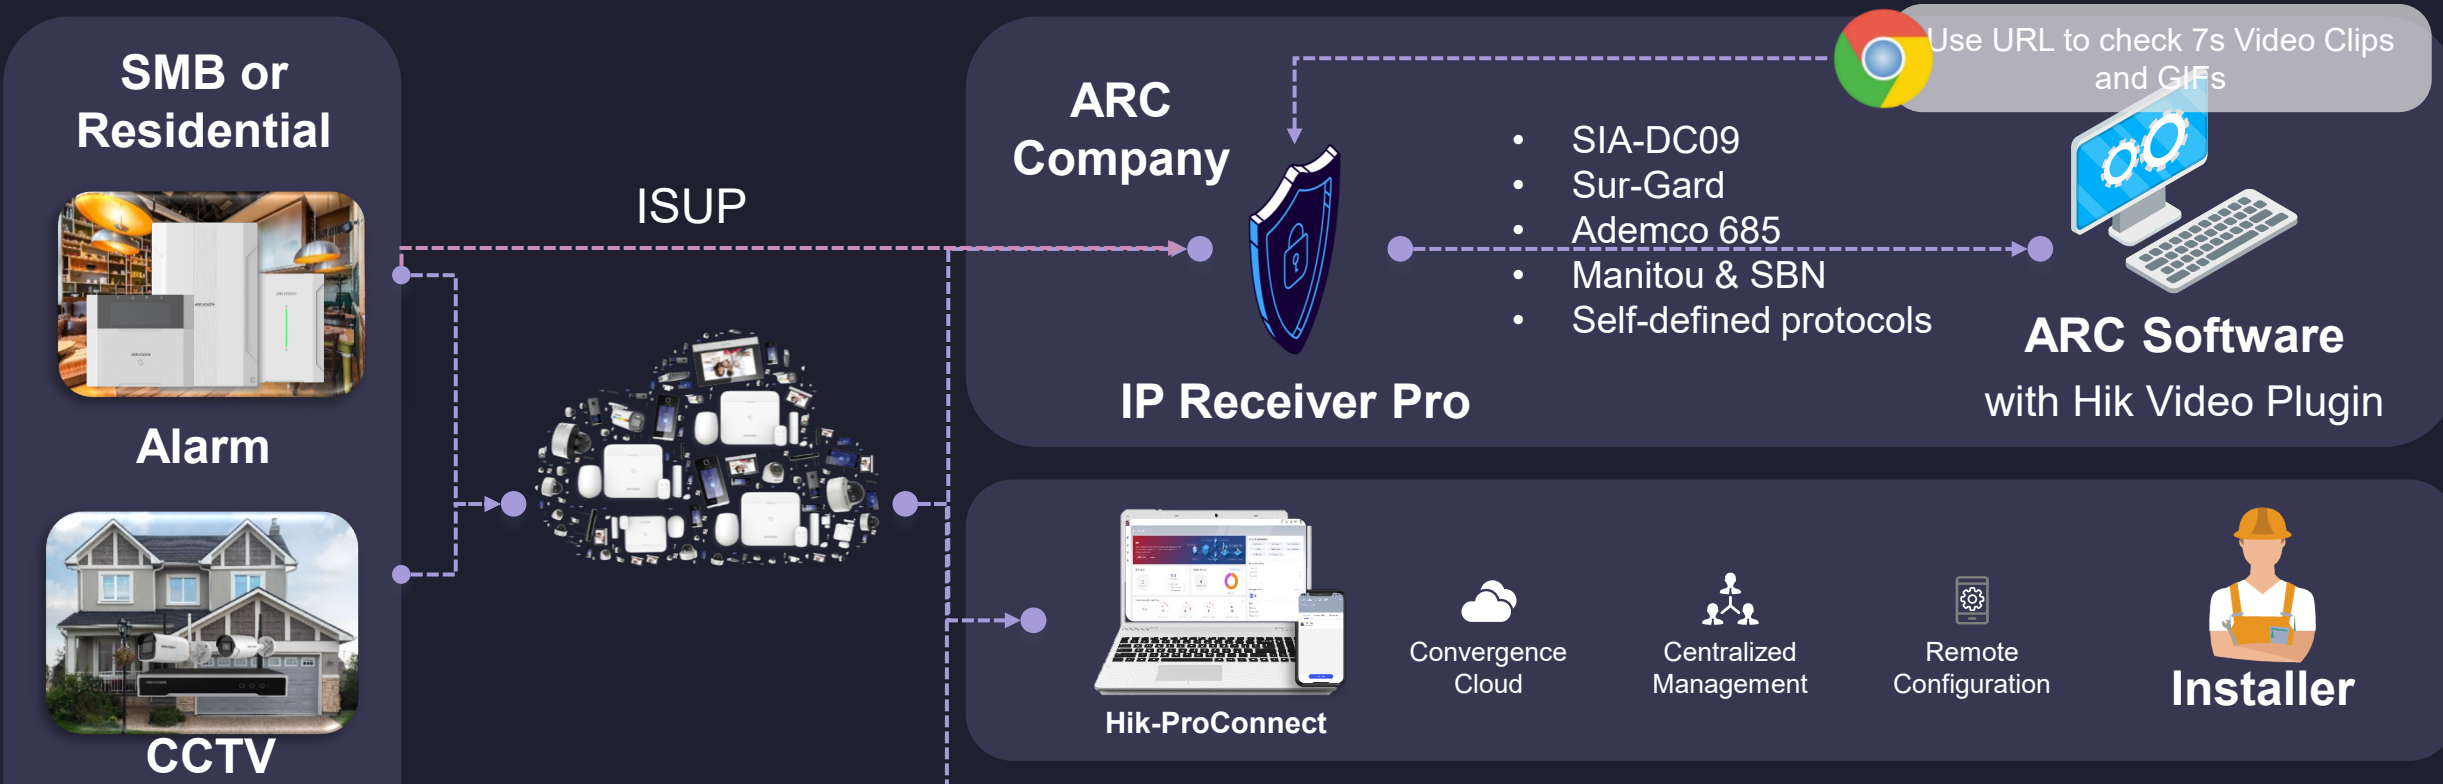 SMB or
Residential
Alarm
CCTV
ISUP
ARC
Company
IP Receiver Pro
• SIA-DC09
• Sur-Gard
• Ademco 685
• Manitou & SBN
• Self-defined protocols
Use URL to check 7s Video Clips
and GIFs
ARC Software
with Hik Video Plugin
Hik-ProConnect
Convergence
Cloud
Centralized
Management
Remote
Configuration
Installer